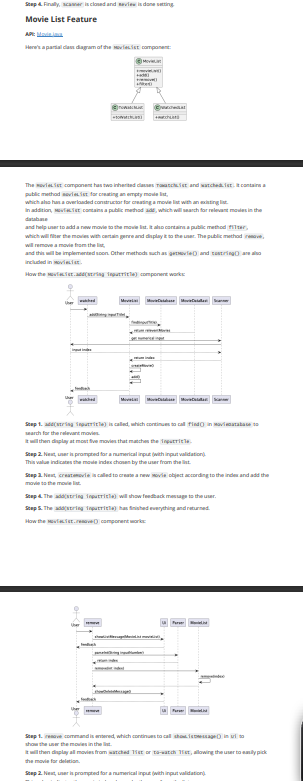 Step 4. Finally, Scanner is closed and Review is done setting.
Movie List Feature
API: Movie.java
Here's a partial class diagram of the MovieList component:
MovieList
+movieList()
+add()
+remove()
+filter()
ToWatchList
WatchedList
+toWatchList()
+watchList()
The MovieList component has two inherited classes ToWatchList and WatchedList. It contains a
public method movieList for creating an empty movie list,
which also has a overloaded constructor for creating a movie list with an existing list.
In addition, MovieList contains a public method add, which will search for relevant movies in the
database
and help user to add a new movie to the list. It also contains a public method filter,
which will filter the movies with certain genre and display it to the user. The public method remove,
will remove a movie from the list,
and this will be implemented soon. Other methods such as getMovie() and toString() are also
included in MovieList.
How the MovieList.add(String inputTitle) component works:
User
watched MovieList MovieDatabase MovieDataBase Scanner
add(String inputTitle)
find(inputTitle)
return relevantMovies
get numerical input
input index
return index
createMovie()
add()
feedback
User
watched MovieList MovieDatabase MovieDataBase Scanner
Step 1. add(String inputTitle) is called, which continues to call find() in MovieDatabase to
search for the relevant movies.
It will then display at most five movies that matches the inputTitle.
Step 2. Next, user is prompted for a numerical input (with input validation).
This value indicates the movie index chosen by the user from the list.
Step 3. Next, createMovie is called to create a new Movie object according to the index and add the
movie to the movie list.
Step 4. The add(String inputTitle) will show feedback message to the user.
Step 5. The add(String inputTitle) has finished everything and returned.
How the MovieList.remove() component works:
User
remove Ui Parser MovieList
showListMessage(MovieList movieList)
feedback
parseInt(String inputNumber)
return index
remove(int index)
remove(index)
showDeleteMessage()
feedback
User
remove Ui Parser MovieList
Step 1. remove command is entered, which continues to call showListMessage() in Ui to
show the user the movies in the list.
It will then display all movies from watched list or to-watch list, allowing the user to easily pick
the movie for deletion.
Step 2. Next, user is prompted for a numerical input (with input validation).